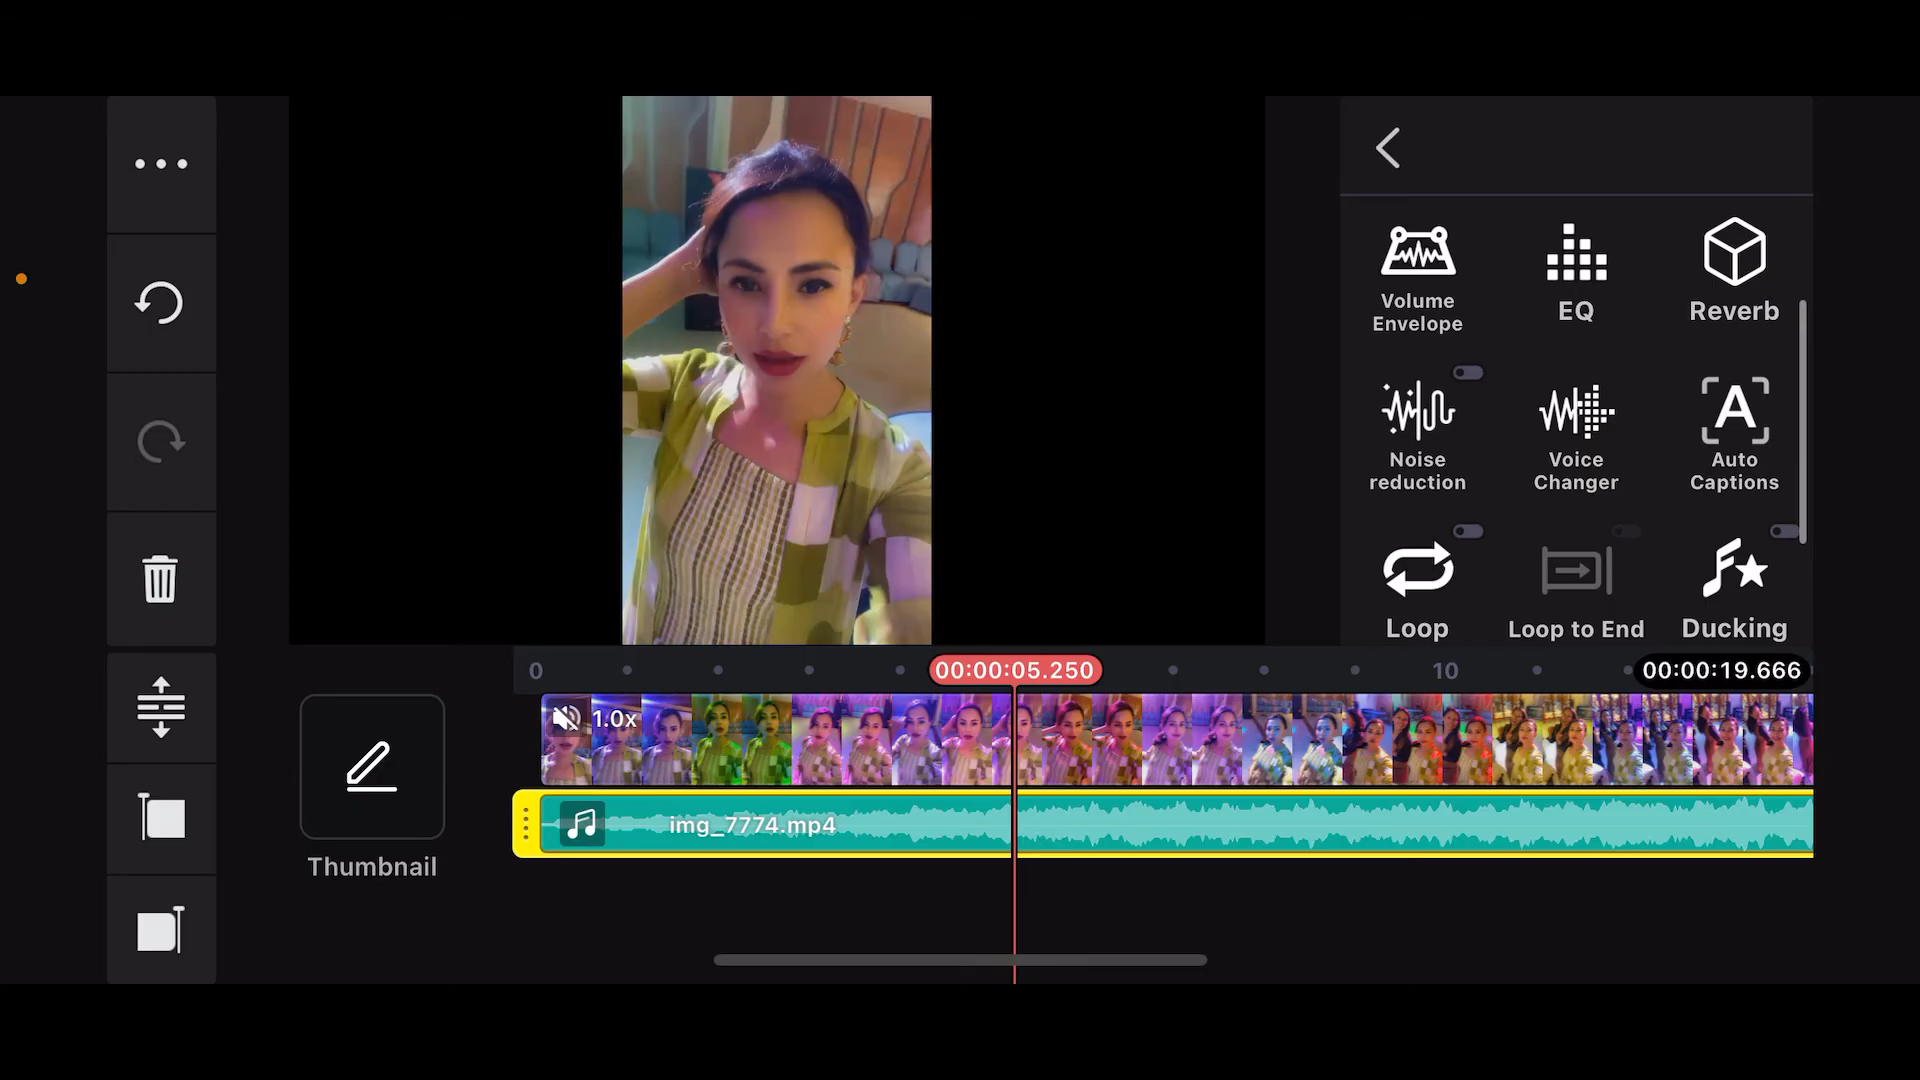 Volume
Envelope
EQ
Reverb
Noise
reduction
Voice
Changer
A
Auto
Captions
Loop
Loop to End
Ducking
0
00:00:05.250
10
00:00:19.666
1.0x
img_7774.mp4
Thumbnail